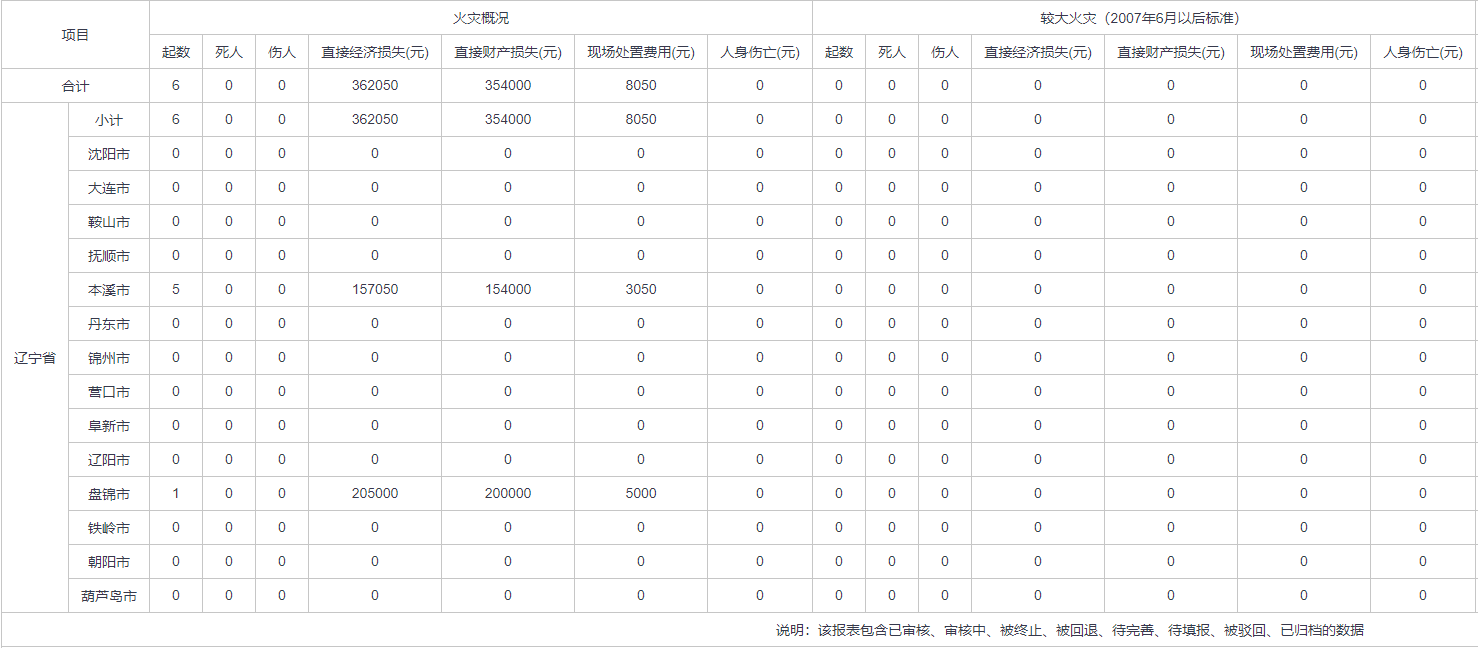 项目 火灾概况 较大火灾（2007年6月以后标准）
起数 死人 伤人 直接经济损失(元) 直接财产损失(元) 现场处置费用(元) 人身伤亡(元) 起数 死人 伤人 直接经济损失(元) 直接财产损失(元) 现场处置费用(元) 人身伤亡(元)
合计 6 0 0 362050 354000 8050 0 0 0 0 0 0 0 0
辽宁省 小计 6 0 0 362050 354000 8050 0 0 0 0 0 0 0 0
沈阳市 0 0 0 0 0 0 0 0 0 0 0 0 0 0
大连市 0 0 0 0 0 0 0 0 0 0 0 0 0 0
鞍山市 0 0 0 0 0 0 0 0 0 0 0 0 0 0
抚顺市 0 0 0 0 0 0 0 0 0 0 0 0 0 0
本溪市 5 0 0 157050 154000 3050 0 0 0 0 0 0 0 0
丹东市 0 0 0 0 0 0 0 0 0 0 0 0 0 0
锦州市 0 0 0 0 0 0 0 0 0 0 0 0 0 0
营口市 0 0 0 0 0 0 0 0 0 0 0 0 0 0
阜新市 0 0 0 0 0 0 0 0 0 0 0 0 0 0
辽阳市 0 0 0 0 0 0 0 0 0 0 0 0 0 0
盘锦市 1 0 0 205000 200000 5000 0 0 0 0 0 0 0 0
铁岭市 0 0 0 0 0 0 0 0 0 0 0 0 0 0
朝阳市 0 0 0 0 0 0 0 0 0 0 0 0 0 0
葫芦岛市 0 0 0 0 0 0 0 0 0 0 0 0 0 0
说明：该报表包含已审核、审核中、被终止、被回退、待完善、待填报、被驳回、已归档的数据